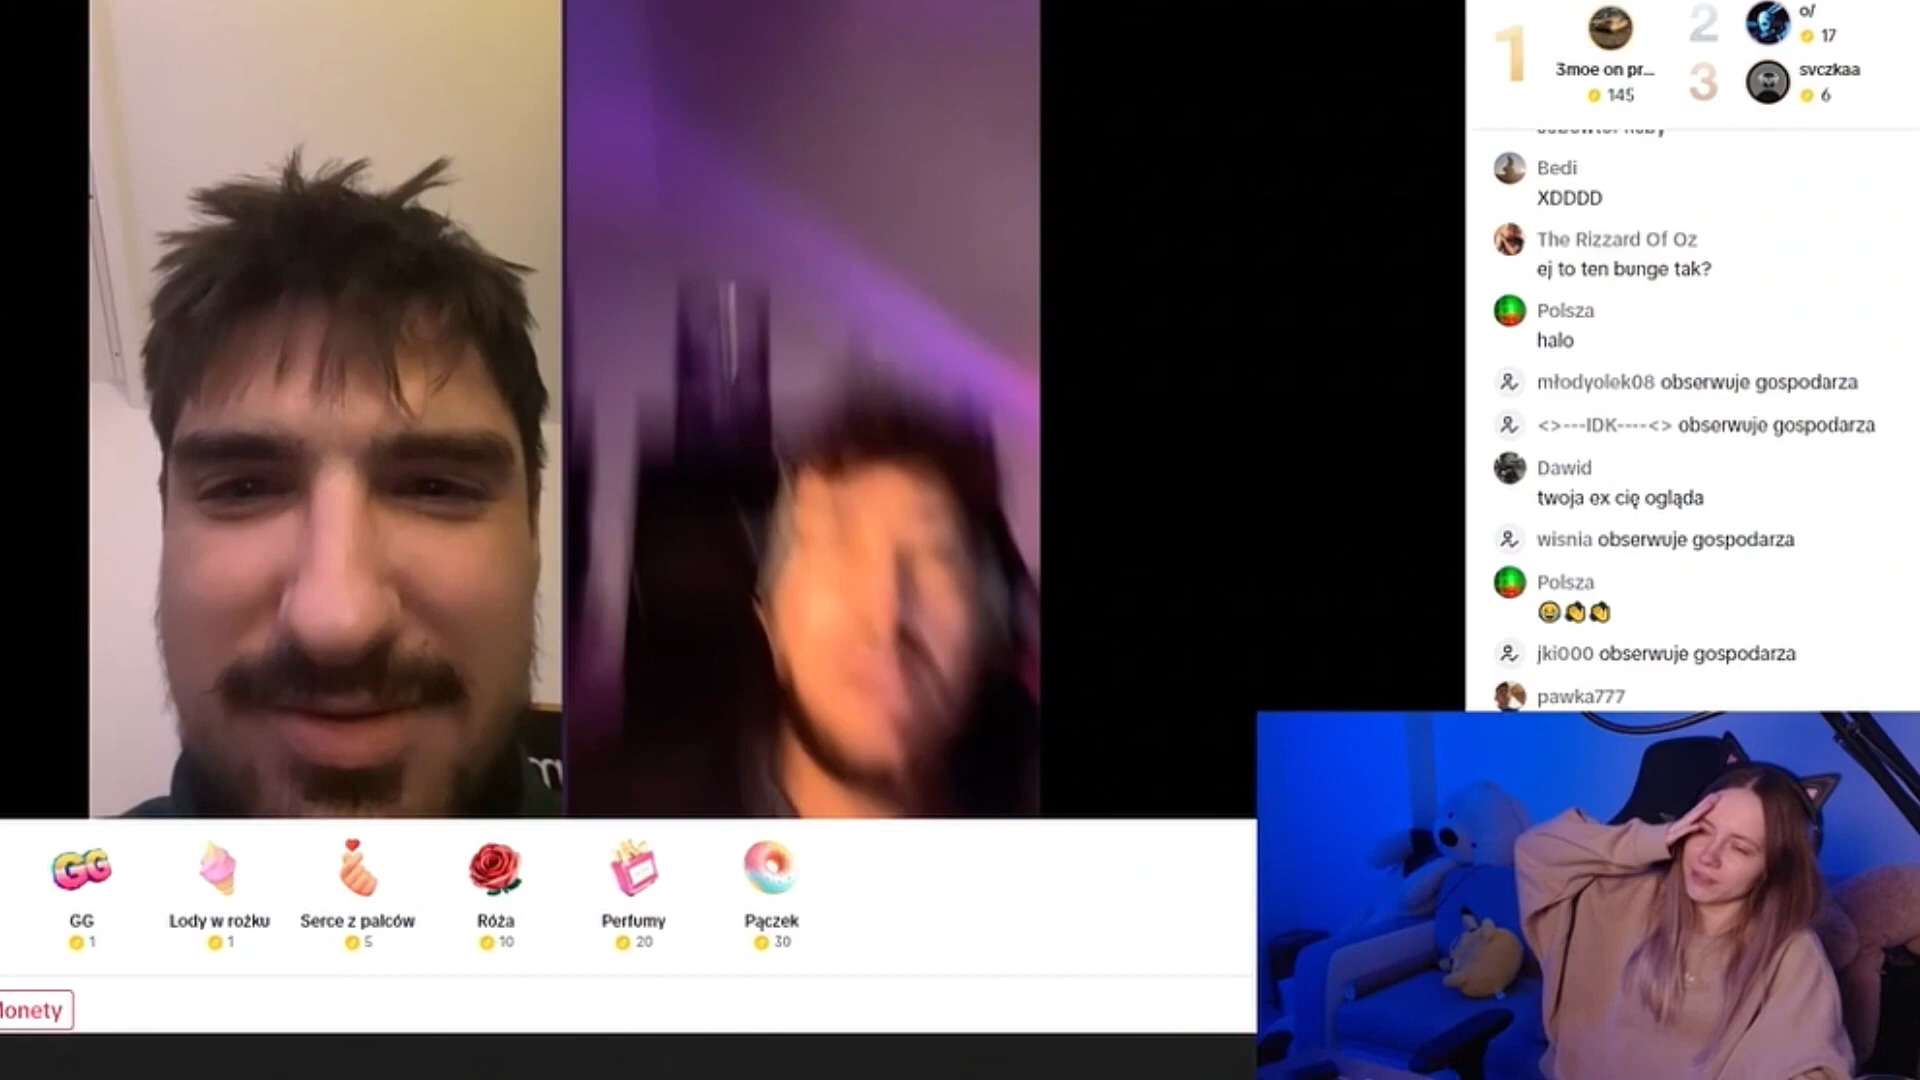 1
3moe on pr...
145
2
o/
17
3
svczkaa
6
Bedi
XDDDD
The Rizzard Of Oz
ej to ten bunge tak?
Polsza
halo
młodyolek08 obserwuje gospodarza
<>---IDK----<> obserwuje gospodarza
Dawid
twoja ex cię ogląda
wisnia obserwuje gospodarza
Polsza
😂👏👏
jki000 obserwuje gospodarza
pawka777
GG
GG
1
Lody w rożku
1
Serce z palców
5
Róża
10
Perfumy
20
Pączek
30
Monety